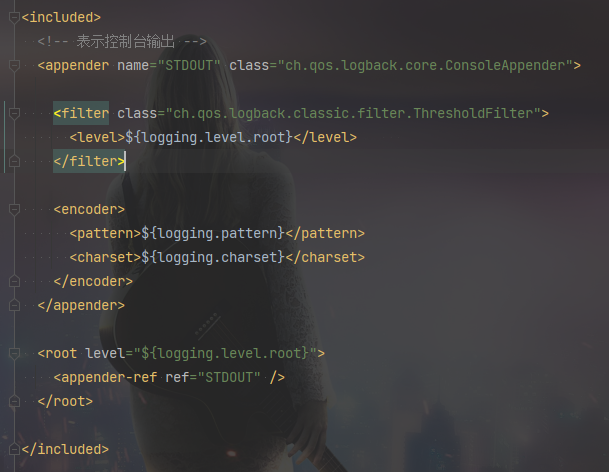 <included>
<!-- 表示控制台输出 -->
<appender name="STDOUT" class="ch.qos.logback.core.ConsoleAppender">
<filter class="ch.qos.logback.classic.filter.ThresholdFilter">
<level>${logging.level.root}</level>
</filter>
<encoder>
<pattern>${logging.pattern}</pattern>
<charset>${logging.charset}</charset>
</encoder>
</appender>
<root level="${logging.level.root}">
<appender-ref ref="STDOUT" />
</root>
</included>